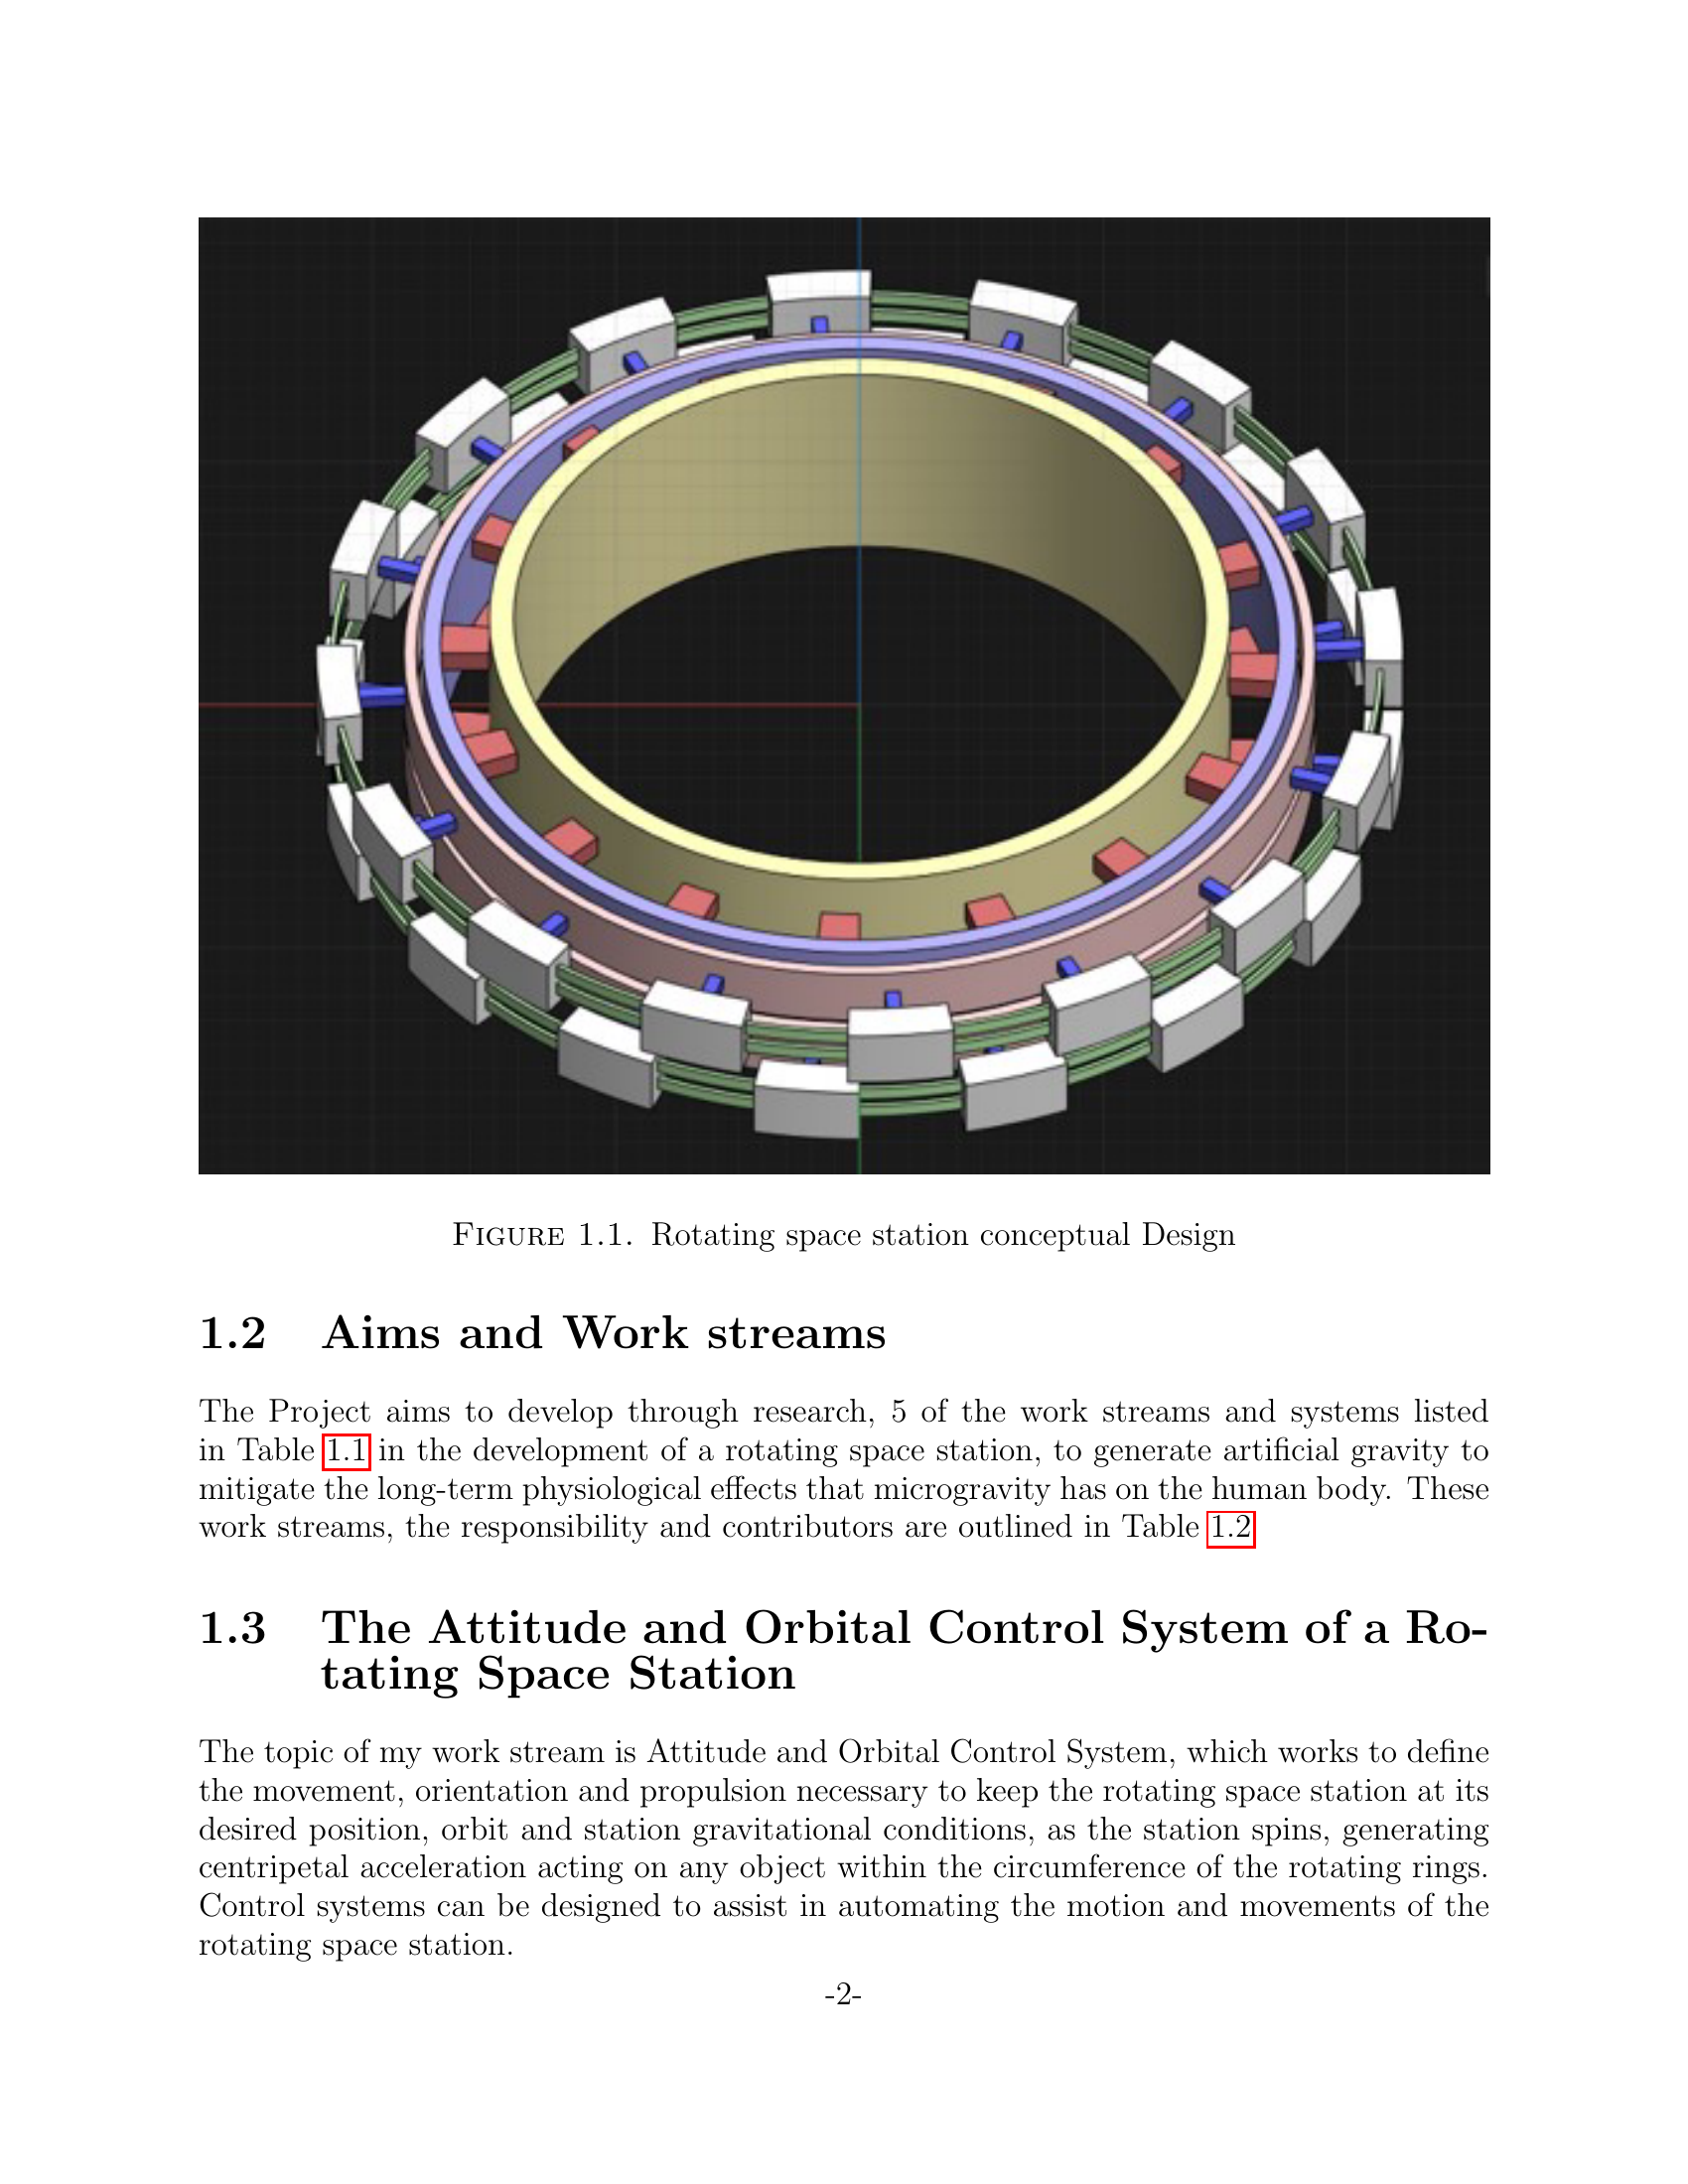 FIGURE 1.1. Rotating space station conceptual Design
1.2 Aims and Work streams
The Project aims to develop through research, 5 of the work streams and systems listed
in Table 1.1 in the development of a rotating space station, to generate artificial gravity to
mitigate the long-term physiological effects that microgravity has on the human body. These
work streams, the responsibility and contributors are outlined in Table 1.2
1.3 The Attitude and Orbital Control System of a Ro-
tating Space Station
The topic of my work stream is Attitude and Orbital Control System, which works to define
the movement, orientation and propulsion necessary to keep the rotating space station at its
desired position, orbit and station gravitational conditions, as the station spins, generating
centripetal acceleration acting on any object within the circumference of the rotating rings.
Control systems can be designed to assist in automating the motion and movements of the
rotating space station.
-2-